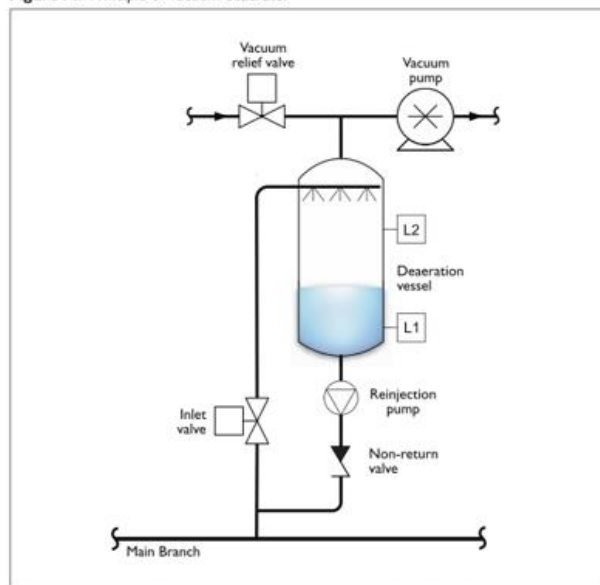 Vacuum
relief valve
Vacuum
pump
L2
Deaeration
vessel
L1
Reinjection
pump
Inlet
valve
Non-return
valve
Main Branch